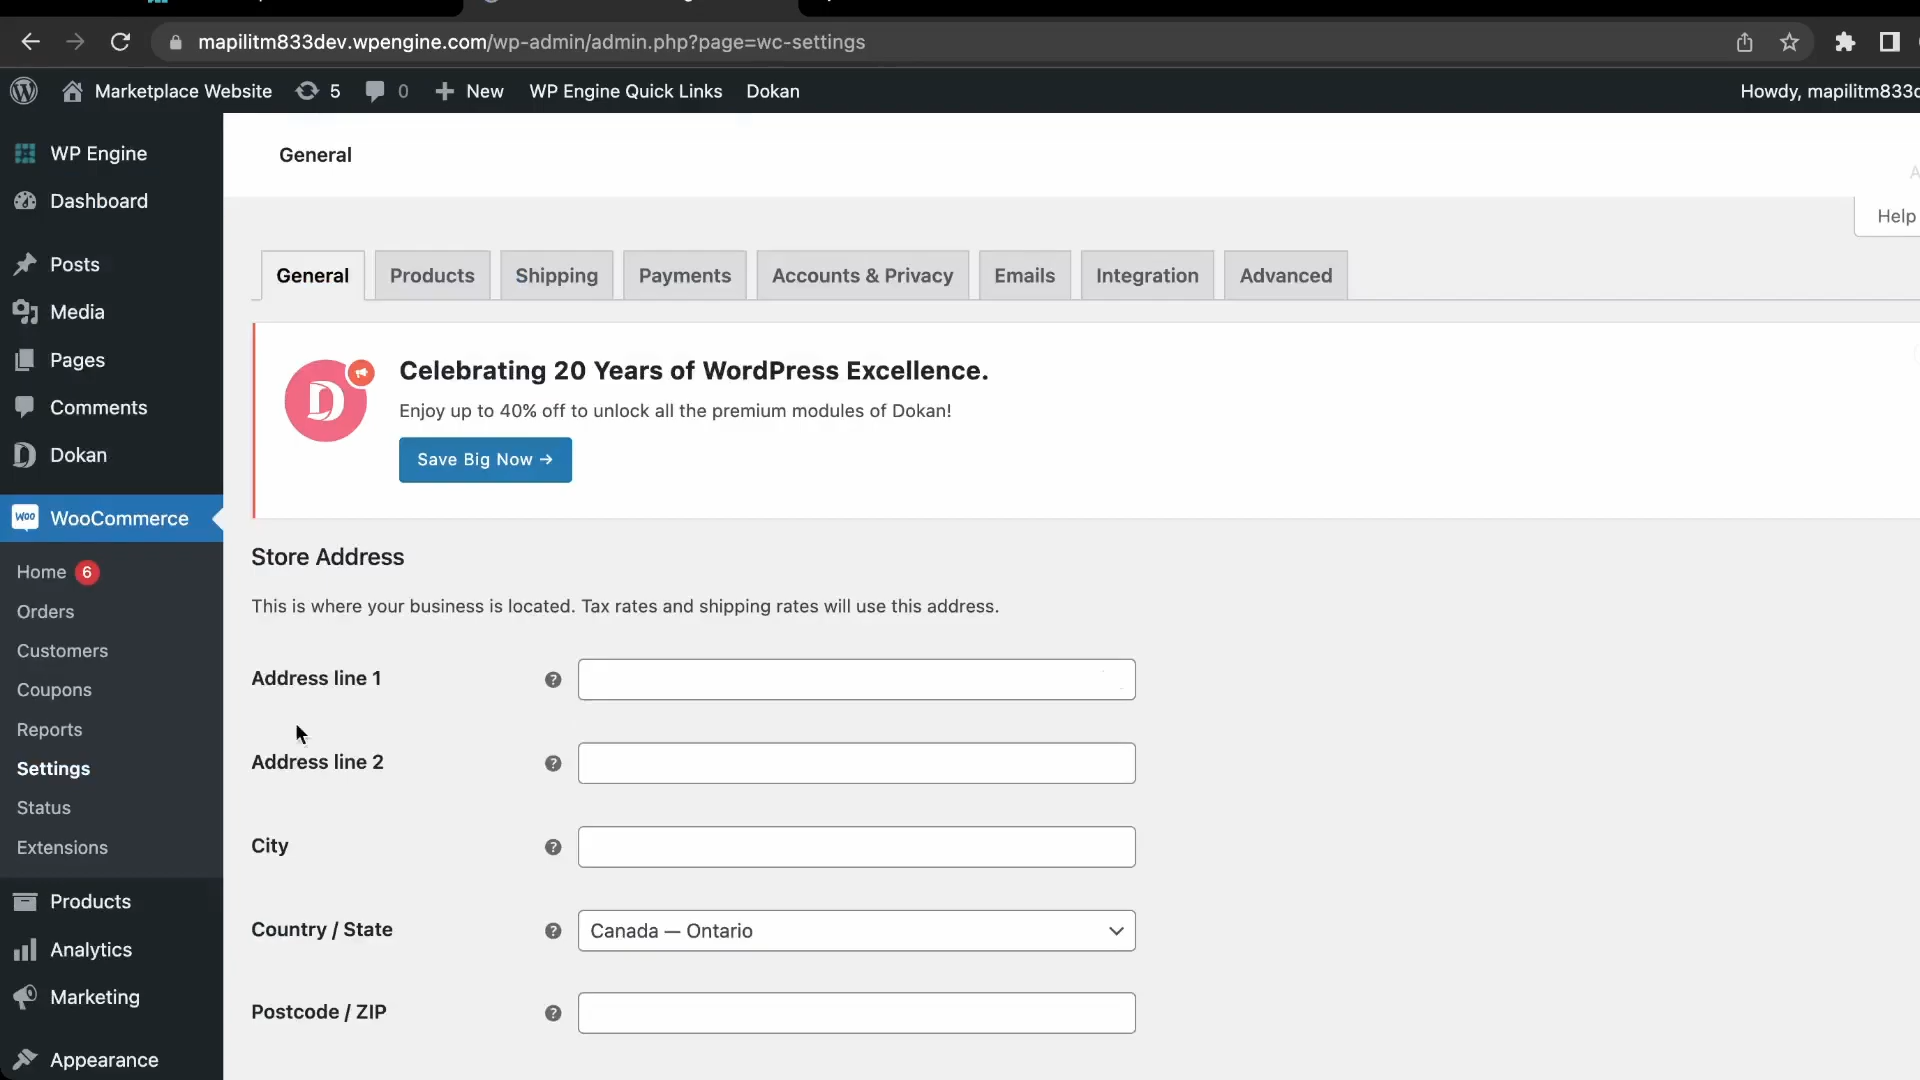 mapilitm833dev.wpengine.com/wp-admin/admin.php?page=wc-settings
Marketplace Website 5 0 New WP Engine Quick Links Dokan Howdy, mapilitm833d
WP Engine
Dashboard
Posts
Media
Pages
Comments
Dokan
Woo WooCommerce
Home 6
Orders
Customers
Coupons
Reports
Settings
Status
Extensions
Products
Analytics
Marketing
Appearance
General
Help
General Products Shipping Payments Accounts & Privacy Emails Integration Advanced
Celebrating 20 Years of WordPress Excellence.
Enjoy up to 40% off to unlock all the premium modules of Dokan!
Save Big Now →
Store Address
This is where your business is located. Tax rates and shipping rates will use this address.
Address line 1 ?
Address line 2 ?
City ?
Country / State ? Canada — Ontario
Postcode / ZIP ?